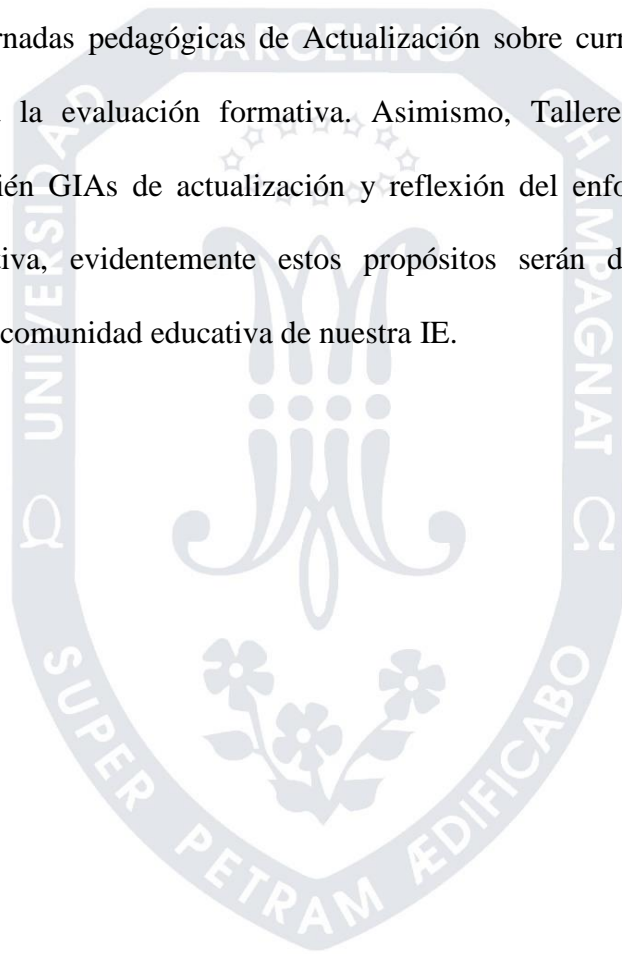 rnadas pedagógicas de Actualización sobre curr
la evaluación formativa. Asimismo, Tallere
ién GIAs de actualización y reflexión del enfo
iva, evidentemente estos propósitos serán d
comunidad educativa de nuestra IE.
UNIVERSIDAD
MARCELINO
CHAMPAGNAT
Ω
Ω
SUPER PETRAM ÆDIFICABO